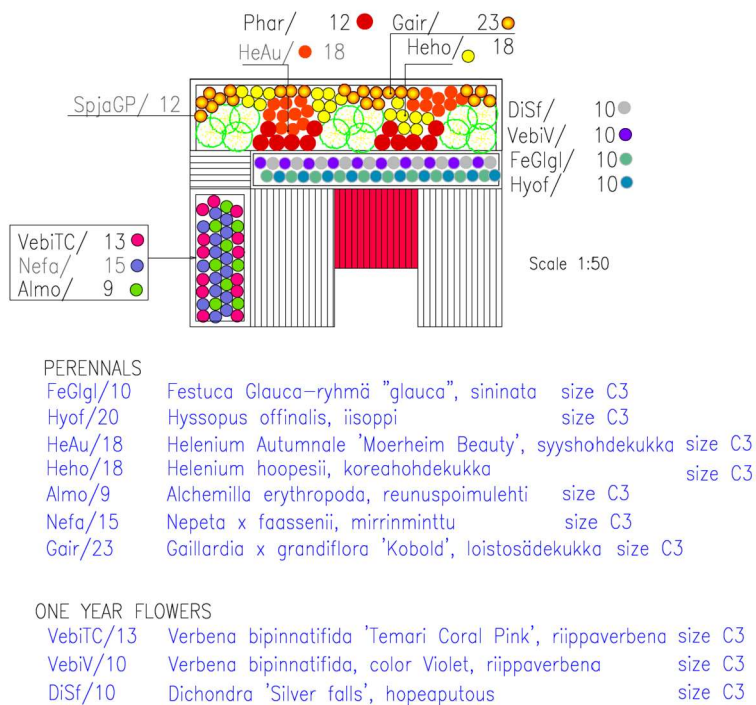 Phar/ 12 Gair/ 23
HeAu/ 18 Heho/ 18
SpjaGP/ 12
DiSf/ 10
VebiV/ 10
FeGlgl/ 10
Hyof/ 10
VebiTC/ 13
Nefa/ 15
Almo/ 9
Scale 1:50
PERENNALS
FeGlgl/10 Festuca Glauca-ryhmä "glauca", sininata size C3
Hyof/20 Hyssopus offinalis, iisoppi size C3
HeAu/18 Helenium Autumnale 'Moerheim Beauty', syyshohdekukka size C3
Heho/18 Helenium hoopesii, koreahohdekukka size C3
Almo/9 Alchemilla erythropoda, reunuspoimulehti size C3
Nefa/15 Nepeta x faassenii, mirrinminttu size C3
Gair/23 Gaillardia x grandiflora 'Kobold', loistosädekukka size C3
ONE YEAR FLOWERS
VebiTC/13 Verbena bipinnatifida 'Temari Coral Pink', riippaverbena size C3
VebiV/10 Verbena bipinnatifida, color Violet, riippaverbena size C3
DiSf/10 Dichondra 'Silver falls', hopeaputous size C3